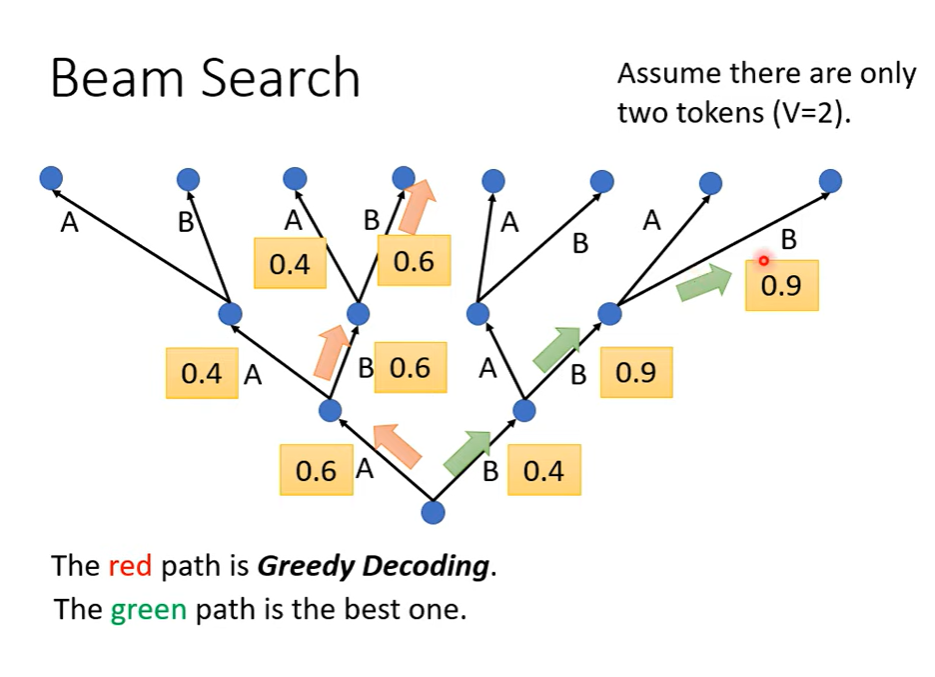 Beam Search
Assume there are only
two tokens (V=2).
A
B
A
B
A
B
A
B
0.4
0.6
0.9
0.4
A
B
0.6
A
B
0.9
0.6
A
B
0.4
The red path is Greedy Decoding.
The green path is the best one.